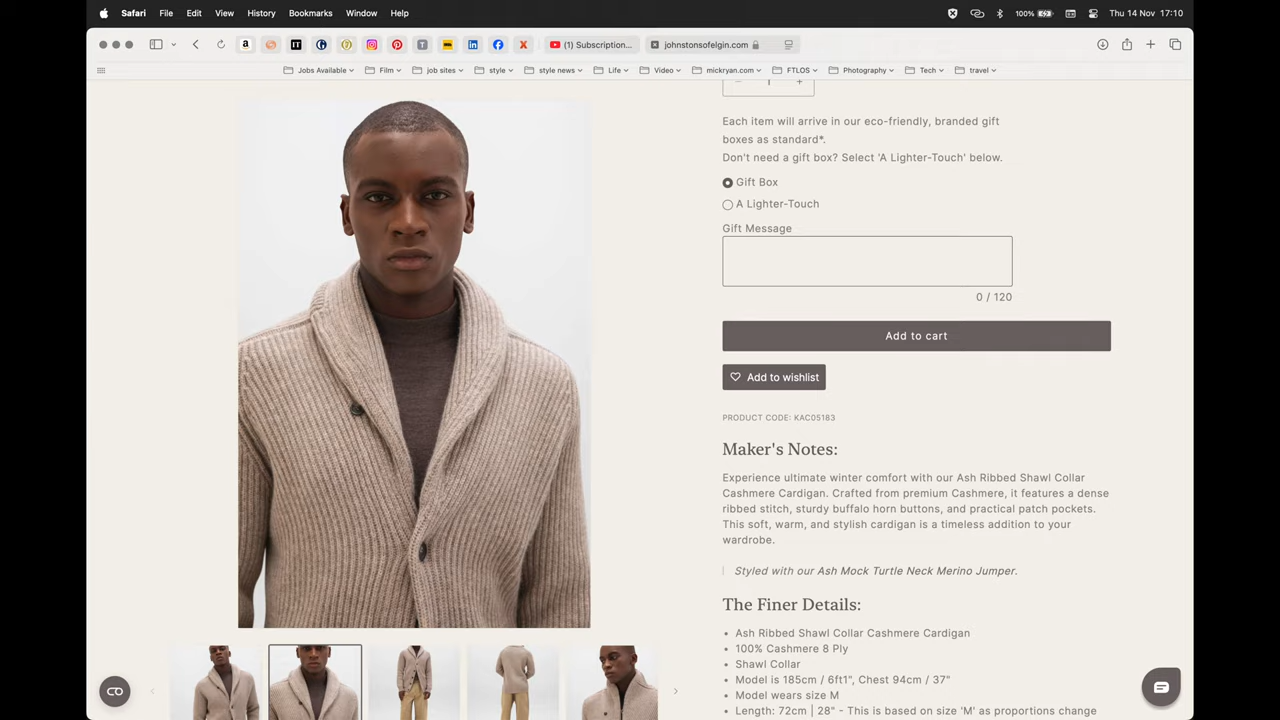 Safari File Edit View History Bookmarks Window Help 100% Thu 14 Nov 17:10
(1) Subscription... johnstonsofelgin.com
Jobs Available Film job sites style style news Life Video mickryan.com FTLOS Photography Tech travel
1
Each item will arrive in our eco-friendly, branded gift
boxes as standard*.
Don't need a gift box? Select 'A Lighter-Touch' below.
Gift Box
A Lighter-Touch
Gift Message
0 / 120
Add to cart
Add to wishlist
PRODUCT CODE: KAC05183
Maker's Notes:
Experience ultimate winter comfort with our Ash Ribbed Shawl Collar
Cashmere Cardigan. Crafted from premium Cashmere, it features a dense
ribbed stitch, sturdy buffalo horn buttons, and practical patch pockets.
This soft, warm, and stylish cardigan is a timeless addition to your
wardrobe.
Styled with our Ash Mock Turtle Neck Merino Jumper.
The Finer Details:
• Ash Ribbed Shawl Collar Cashmere Cardigan
• 100% Cashmere 8 Ply
• Shawl Collar
• Model is 185cm / 6ft1", Chest 94cm / 37"
• Model wears size M
• Length: 72cm | 28" - This is based on size 'M' as proportions change